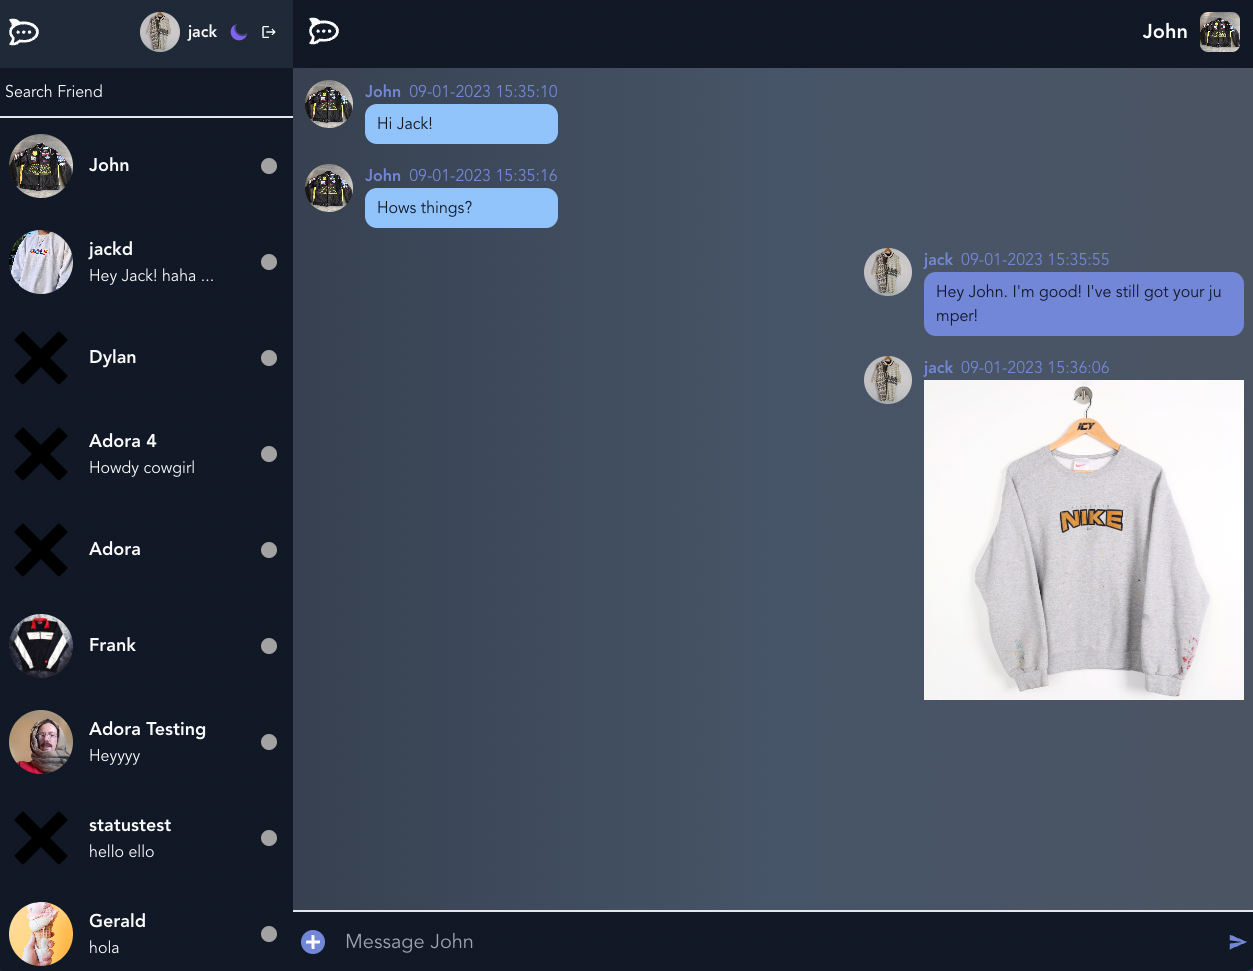 jack
Search Friend
John
jackd
Hey Jack! haha ...
Dylan
Adora 4
Howdy cowgirl
Adora
Frank
Adora Testing
Heyyyy
statustest
hello ello
Gerald
hola
John
John 09-01-2023 15:35:10
Hi Jack!
John 09-01-2023 15:35:16
Hows things?
jack 09-01-2023 15:35:55
Hey John. I'm good! I've still got your ju
mper!
jack 09-01-2023 15:36:06
ICY
NIKE
Message John